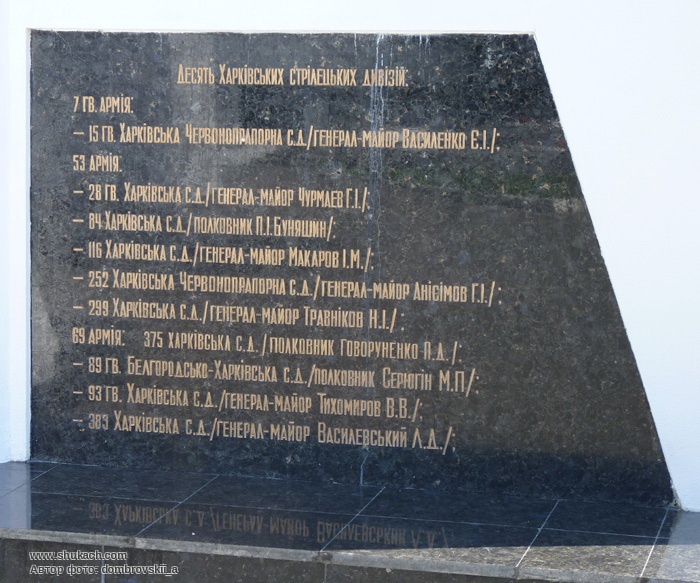 Десять Харківських стрілецьких дивізій:
7 гв. армія:
– 15 гв. Харківська Червонопрапорна с.д./генерал-майор Василенко Є.І./;
53 армія:
– 28 гв. Харківська с.д./генерал-майор Чурмаев Г.І./;
– 84 Харківська с.д./полковник П.І.Буняшин/;
– 116 Харківська с.д./генерал-майор Макаров І.М./;
– 252 Харківська Червонопрапорна с.д./генерал-майор Анісімов Г.І./;
– 299 Харківська с.д./генерал-майор Травніков Н.І./;
69 армія: 375 Харківська с.д./полковник Говоруненко П.Д./;
– 89 гв. Белгородсько-Харківська с.д./полковник Серюгін М.П/;
– 93 гв. Харківська с.д./генерал-майор Тихомиров В.В./;
– 383 Харківська с.д./генерал-майор Василевський Л.Д./;
www.shukach.com
Автор фото: dombrovskii_a